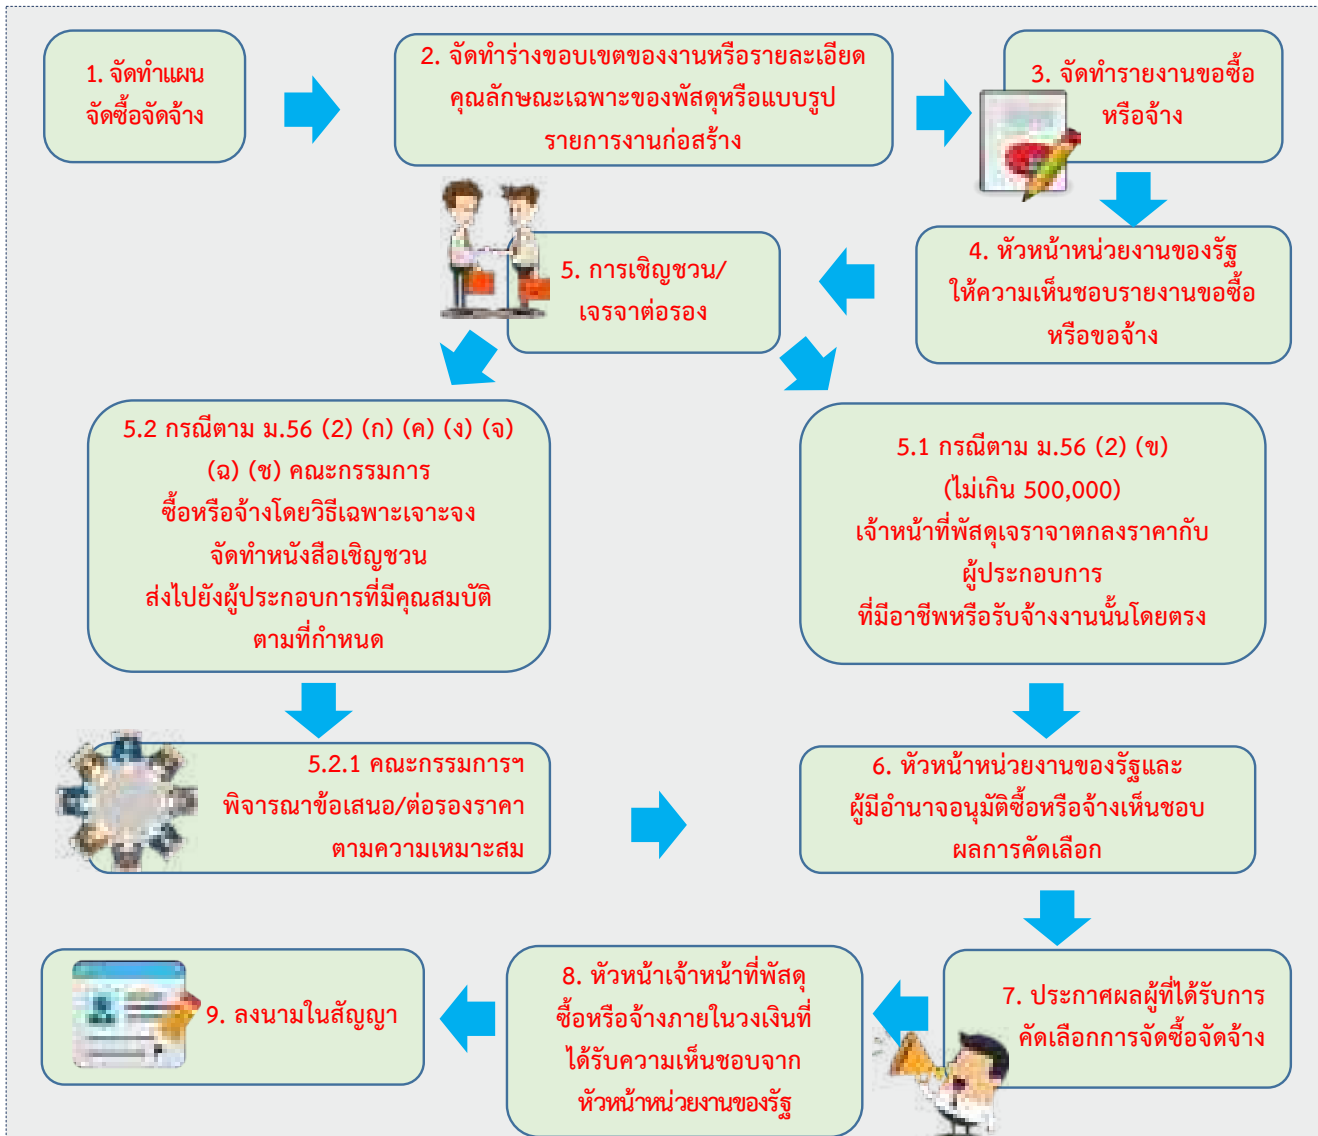 1. จัดทำแผน
จัดซื้อจัดจ้าง
2. จัดทำร่างขอบเขตของงานหรือรายละเอียด
คุณลักษณะเฉพาะของพัสดุหรือแบบรูป
รายการงานก่อสร้าง
3. จัดทำรายงานขอซื้อ
หรือจ้าง
4. หัวหน้าหน่วยงานของรัฐ
ให้ความเห็นชอบรายงานขอซื้อ
หรือขอจ้าง
5. การเชิญชวน/
เจรจาต่อรอง
5.2 กรณีตาม ม.56 (2) (ก) (ค) (ง) (จ)
(ฉ) (ช) คณะกรรมการ
ซื้อหรือจ้างโดยวิธีเฉพาะเจาะจง
จัดทำหนังสือเชิญชวน
ส่งไปยังผู้ประกอบการที่มีคุณสมบัติ
ตามที่กำหนด
5.1 กรณีตาม ม.56 (2) (ข)
(ไม่เกิน 500,000)
เจ้าหน้าที่พัสดุเจราจาตกลงราคากับ
ผู้ประกอบการ
ที่มีอาชีพหรือรับจ้างงานนั้นโดยตรง
5.2.1 คณะกรรมการฯ
พิจารณาข้อเสนอ/ต่อรองราคา
ตามความเหมาะสม
6. หัวหน้าหน่วยงานของรัฐและ
ผู้มีอำนาจอนุมัติซื้อหรือจ้างเห็นชอบ
ผลการคัดเลือก
7. ประกาศผลผู้ที่ได้รับการ
คัดเลือกการจัดซื้อจัดจ้าง
8. หัวหน้าเจ้าหน้าที่พัสดุ
ซื้อหรือจ้างภายในวงเงินที่
ได้รับความเห็นชอบจาก
หัวหน้าหน่วยงานของรัฐ
9. ลงนามในสัญญา